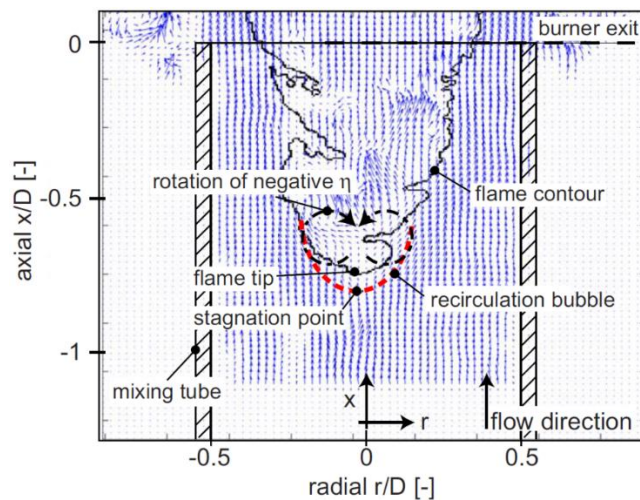 0
burner exit
-0.5
rotation of negative η
flame contour
axial x/D [-]
flame tip
stagnation point
recirculation bubble
-1
mixing tube
x
r
flow direction
-0.5
0
0.5
radial r/D [-]